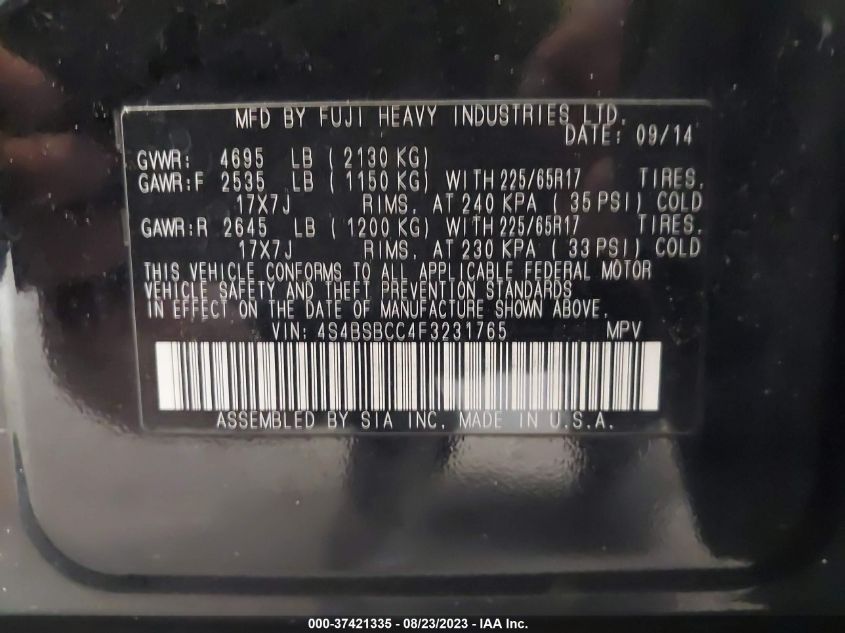 MFD BY FUJI HEAVY INDUSTRIES LTD.
DATE: 09/14
GVWR: 4695 LB ( 2130 KG)
GAWR:F 2535 LB ( 1150 KG) WITH 225/65R17 TIRES,
17X7J RIMS, AT 240 KPA ( 35 PSI) COLD
GAWR:R 2645 LB ( 1200 KG) WITH 225/65R17 TIRES,
17X7J RIMS, AT 230 KPA ( 33 PSI) COLD
THIS VEHICLE CONFORMS TO ALL APPLICABLE FEDERAL MOTOR
VEHICLE SAFETY AND THEFT PREVENTION STANDARDS
IN EFFECT ON THE DATE OF MANUFACTURE SHOWN ABOVE.
VIN: 4S4BSBCC4F3231765 MPV
ASSEMBLED BY SIA INC. MADE IN U.S.A.
000-37421335 - 08/23/2023 - IAA Inc.